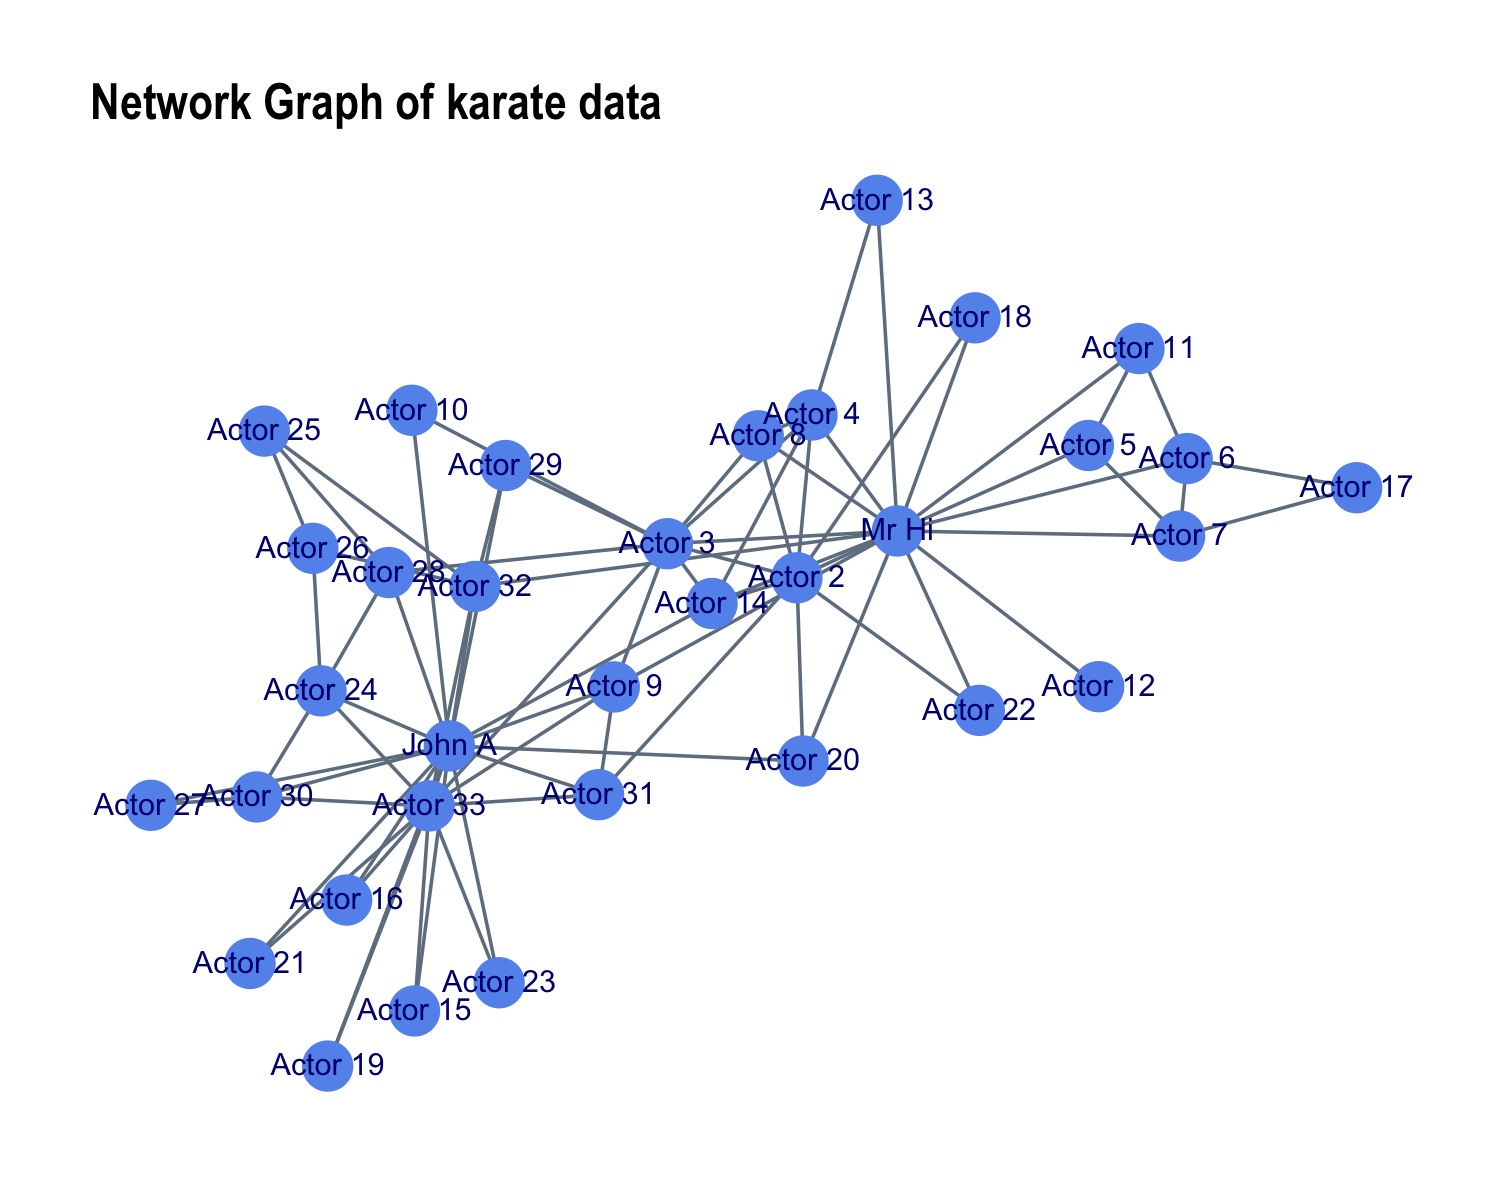 Network Graph of karate data
Actor 13
Actor 18
Actor 11
Actor 10
Actor 4
Actor 25
Actor 8
Actor 5
Actor 29
Actor 6
Actor 17
Mr Hi
Actor 7
Actor 3
Actor 26
Actor 28
Actor 2
Actor 32
Actor 14
Actor 9
Actor 12
Actor 24
Actor 22
John A
Actor 20
Actor 31
Actor 30
Actor 27
Actor 33
Actor 16
Actor 21
Actor 23
Actor 15
Actor 19